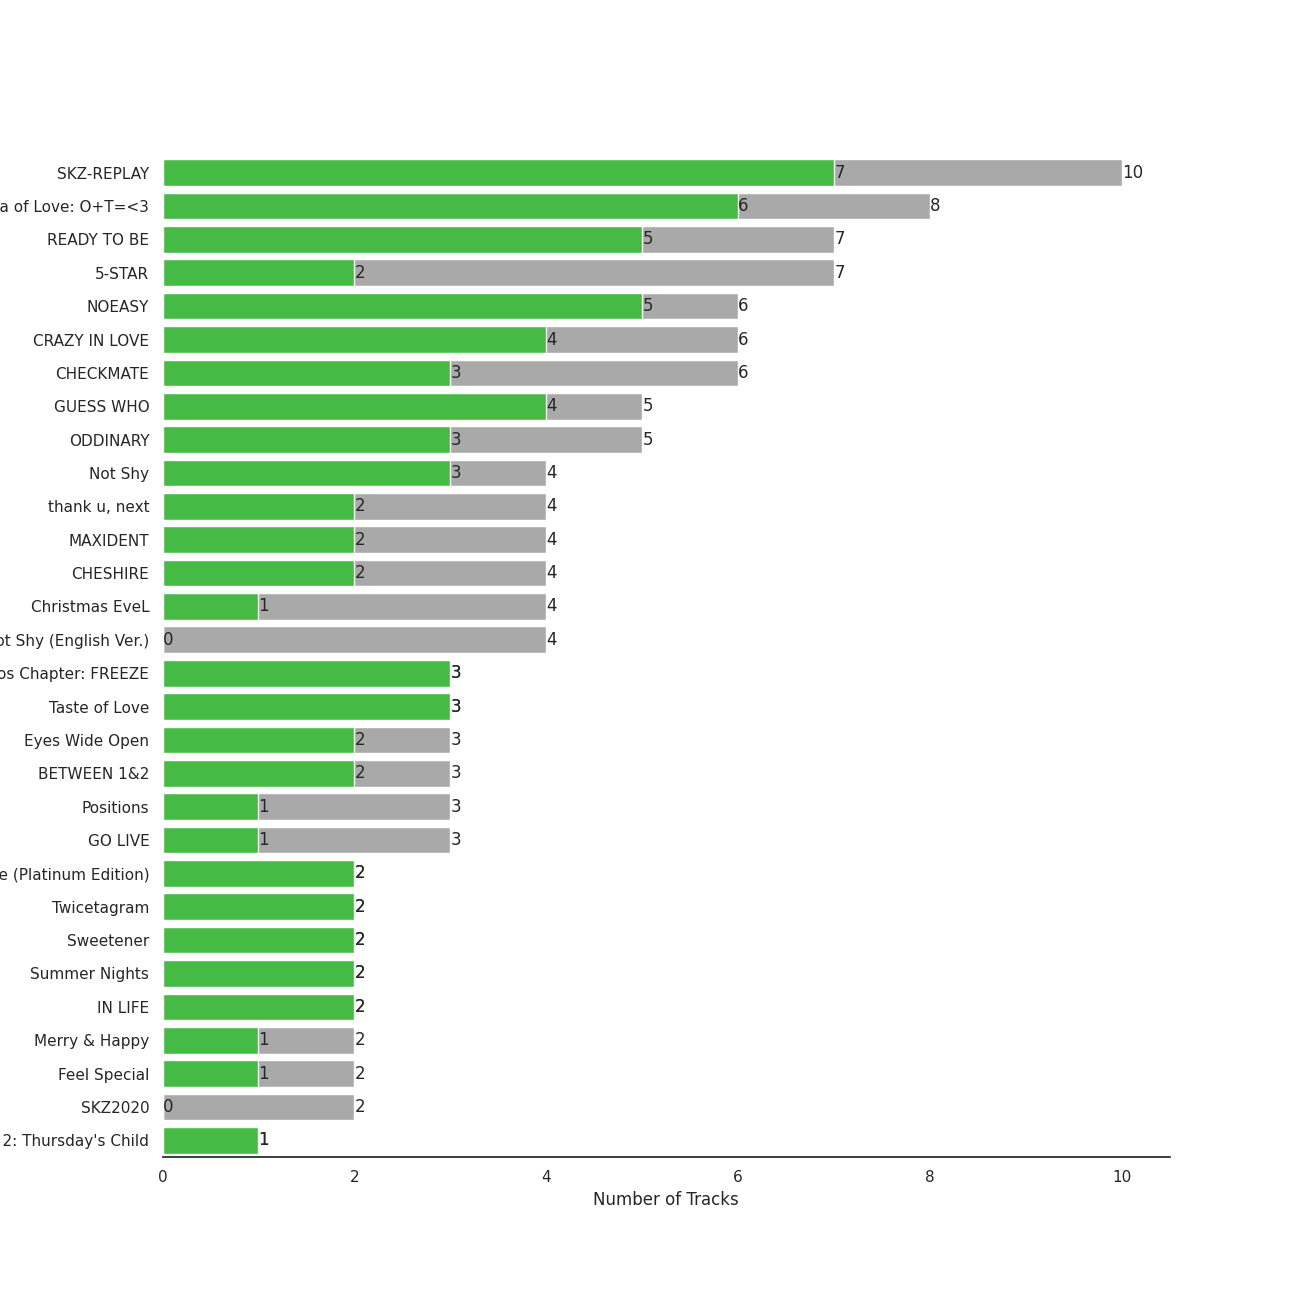 SKZ-REPLAY 7 10
a of Love: O+T=<3 6 8
READY TO BE 5 7
5-STAR 2 7
NOEASY 5 6
CRAZY IN LOVE 4 6
CHECKMATE 3 6
GUESS WHO 4 5
ODDINARY 3 5
Not Shy 3 4
thank u, next 2 4
MAXIDENT 2 4
CHESHIRE 2 4
Christmas EveL 1 4
ot Shy (English Ver.) 0 4
os Chapter: FREEZE 3
Taste of Love 3
Eyes Wide Open 2 3
BETWEEN 1&2 2 3
Positions 1 3
GO LIVE 1 3
e (Platinum Edition) 2
Twicetagram 2
Sweetener 2
Summer Nights 2
IN LIFE 2
Merry & Happy 1 2
Feel Special 1 2
SKZ2020 0 2
2: Thursday's Child 1
0 2 4 6 8 10
Number of Tracks